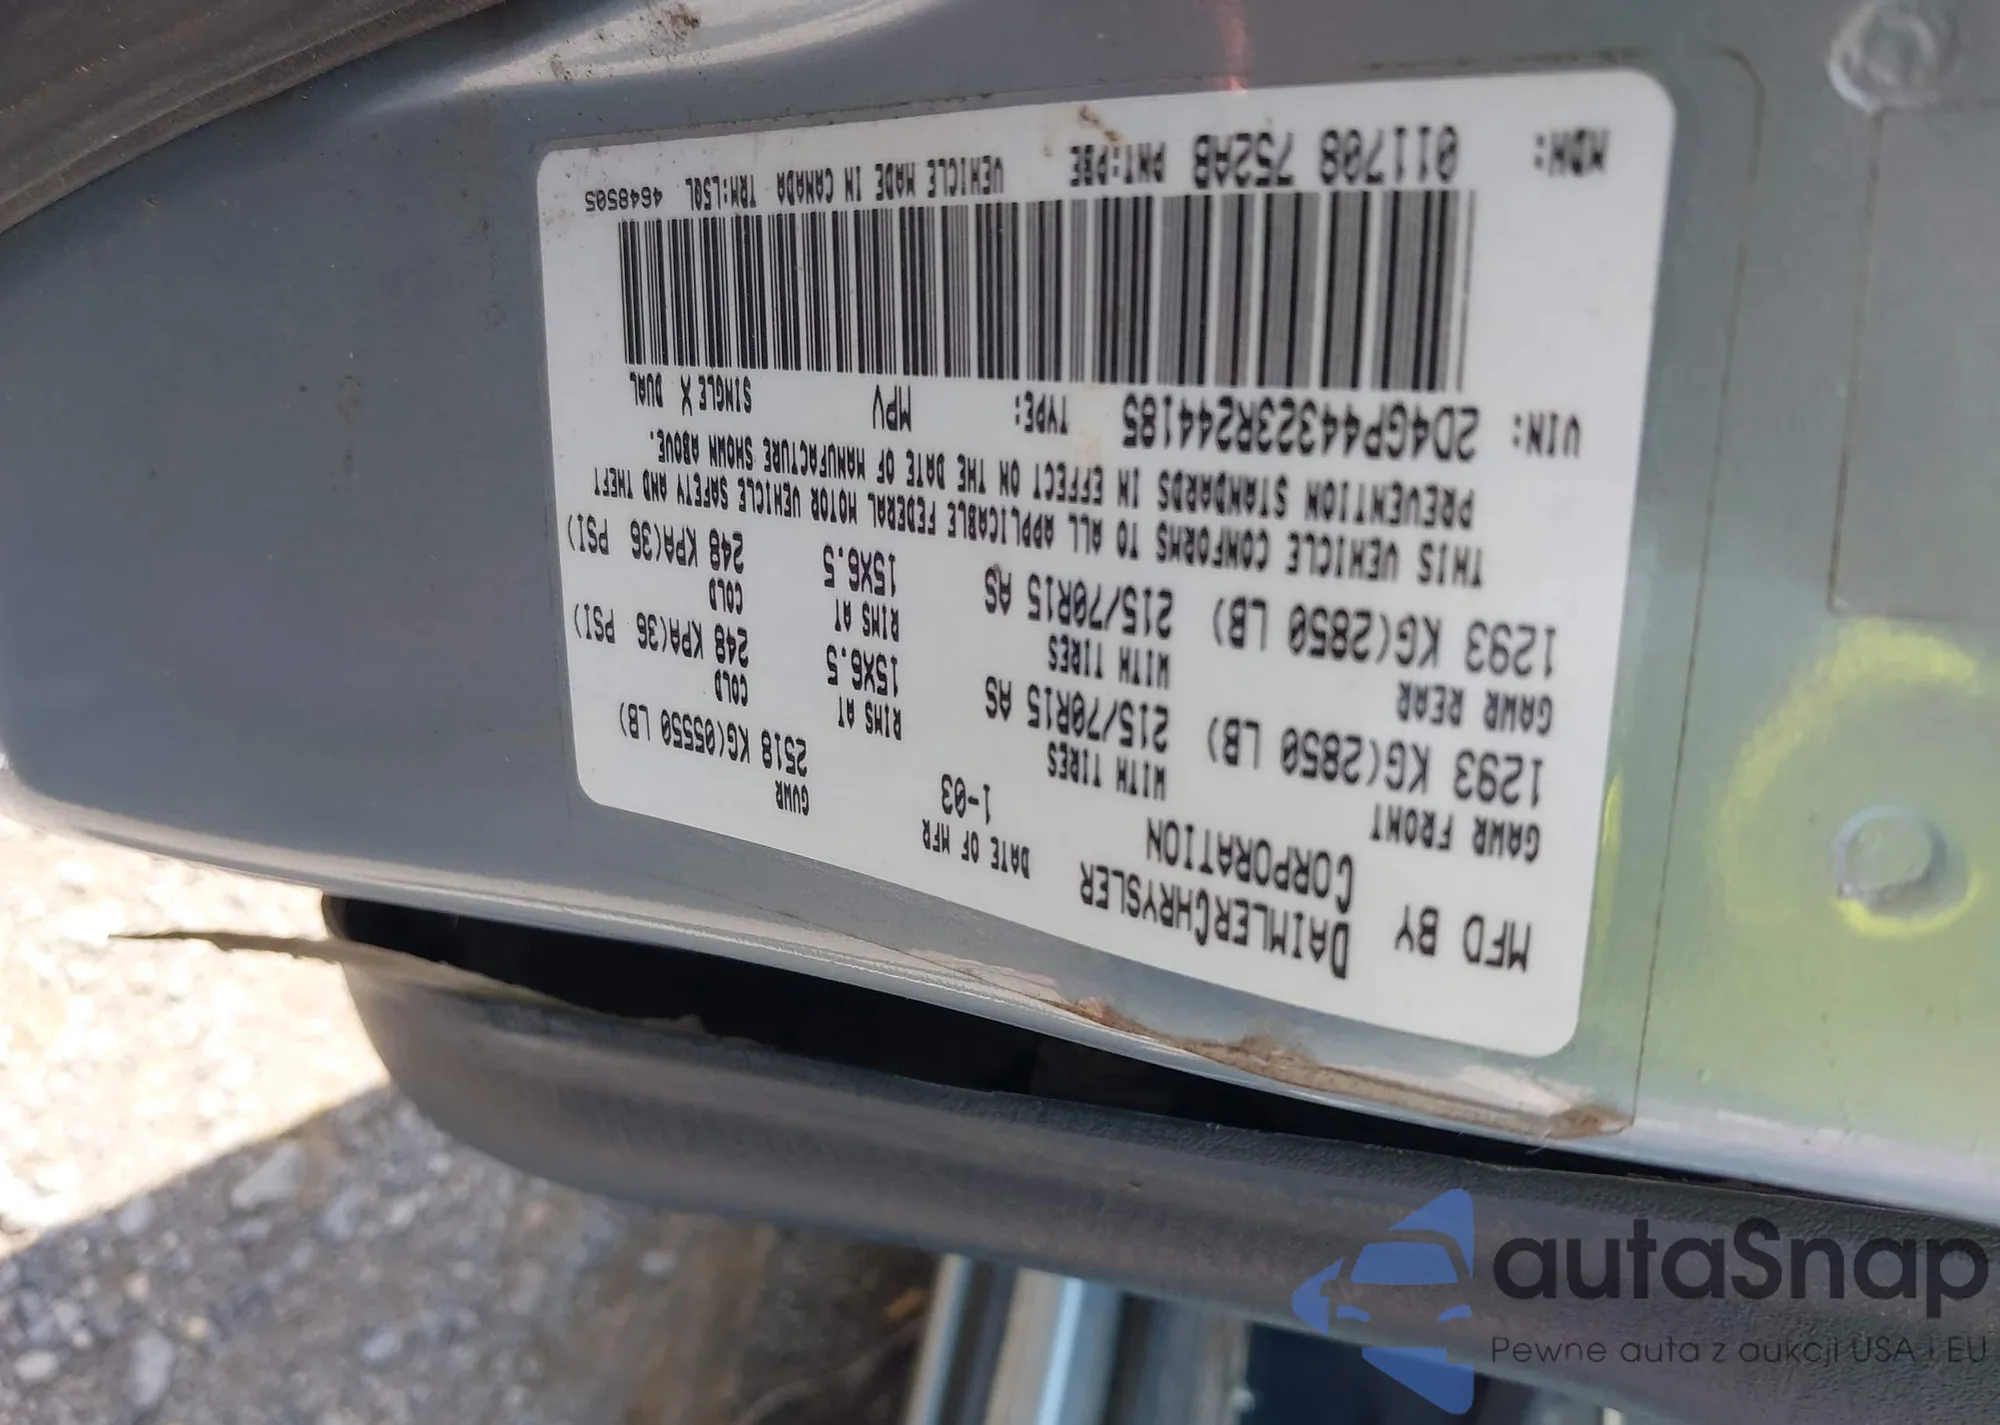 MFD BY DAIMLERCHRYSLER CORPORATION
DATE OF MFR 1-03
GVWR 2518 KG(05550 LB)
GAWR FRONT 1293 KG(2850 LB)
WITH TIRES 215/70R15 AS
RIMS AT 15X6.5
COLD 248 KPA(36 PSI)
GAWR REAR 1293 KG(2850 LB)
WITH TIRES 215/70R15 AS
RIMS AT 15X6.5
COLD 248 KPA(36 PSI)
THIS VEHICLE CONFORMS TO ALL APPLICABLE FEDERAL MOTOR VEHICLE SAFETY AND THEFT
PREVENTION STANDARDS IN EFFECT ON THE DATE OF MANUFACTURE SHOWN ABOVE.
VIN: 2D4GP44323R244185 TYPE: MPV SINGLE X DUAL
MDH: 011708 752AB PNT:PBE VEHICLE MADE IN CANADA TRM:L50L 4648505
autaSnap
Pewne auta z aukcji USA i EU